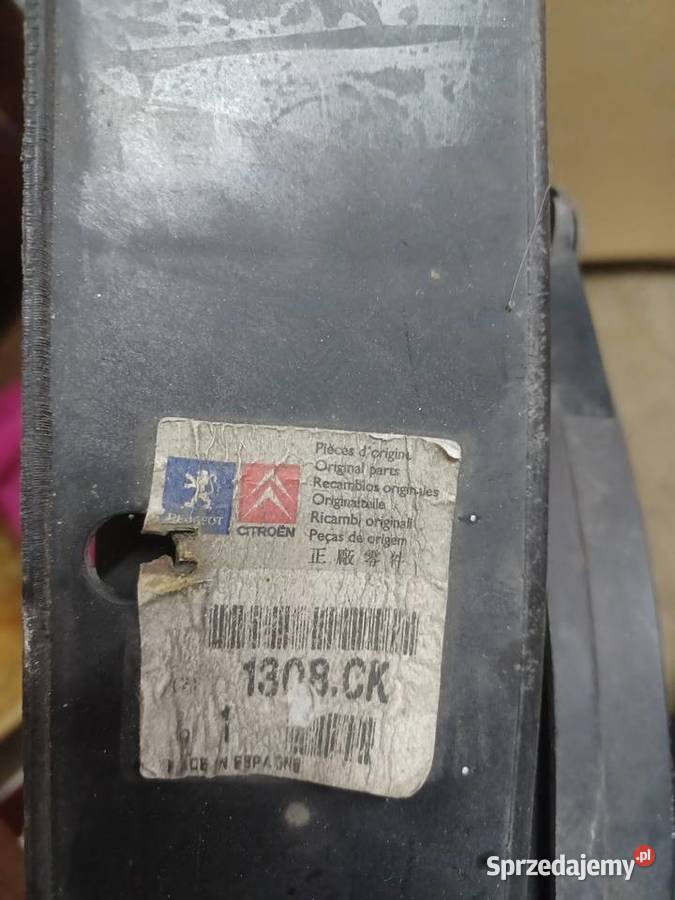 Pièces d'origine
Original parts
Recambios originales
Originalteile
Ricambi originali
Peças de origem
正廠零件
PEUGEOT
CITROËN
1308.CK
1
MADE IN ESPAGNE
Sprzedajemy.pl